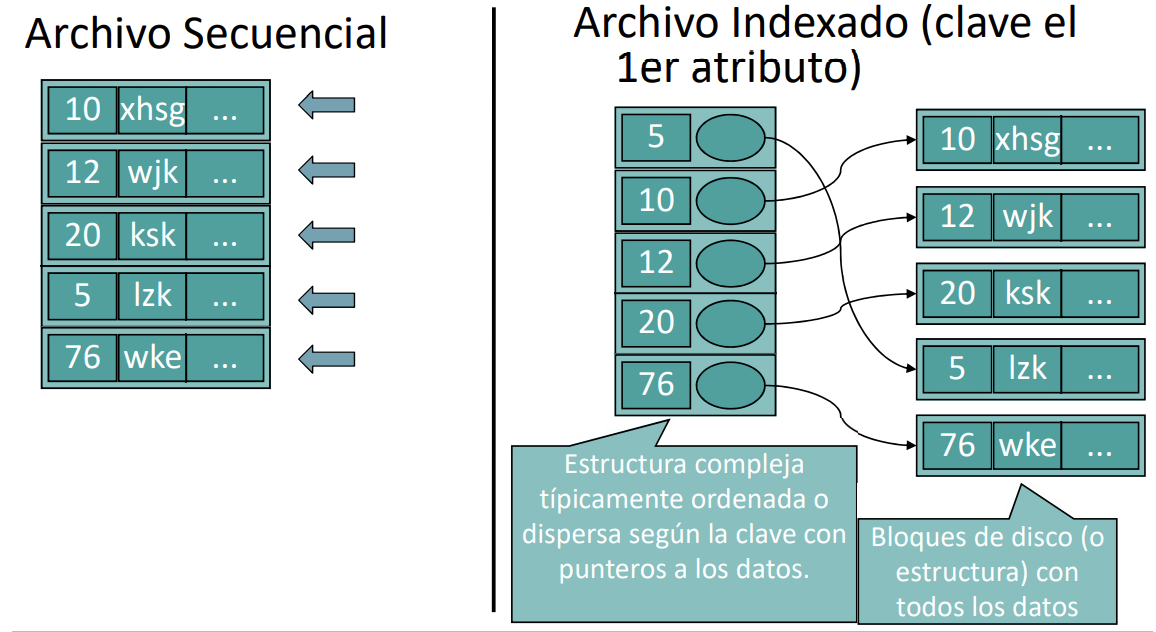 Archivo Secuencial
10 xhsg ...
12 wjk ...
20 ksk ...
5 lzk ...
76 wke ...
Archivo Indexado (clave el
1er atributo)
5
10
12
20
76
10 xhsg ...
12 wjk ...
20 ksk ...
5 lzk ...
76 wke ...
Estructura compleja
típicamente ordenada o
dispersa según la clave con
punteros a los datos.
Bloques de disco (o
estructura) con
todos los datos